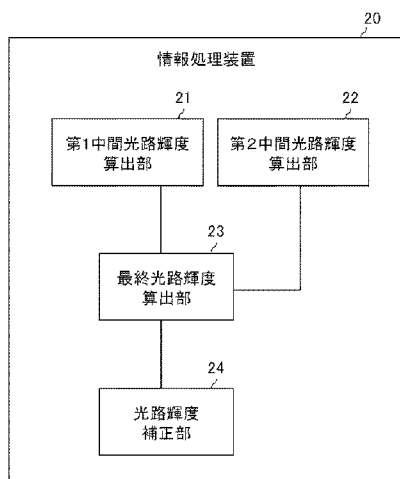 20
情報処理装置
21
22
第1中間光路輝度
算出部
第2中間光路輝度
算出部
23
最終光路輝度
算出部
24
光路輝度
補正部